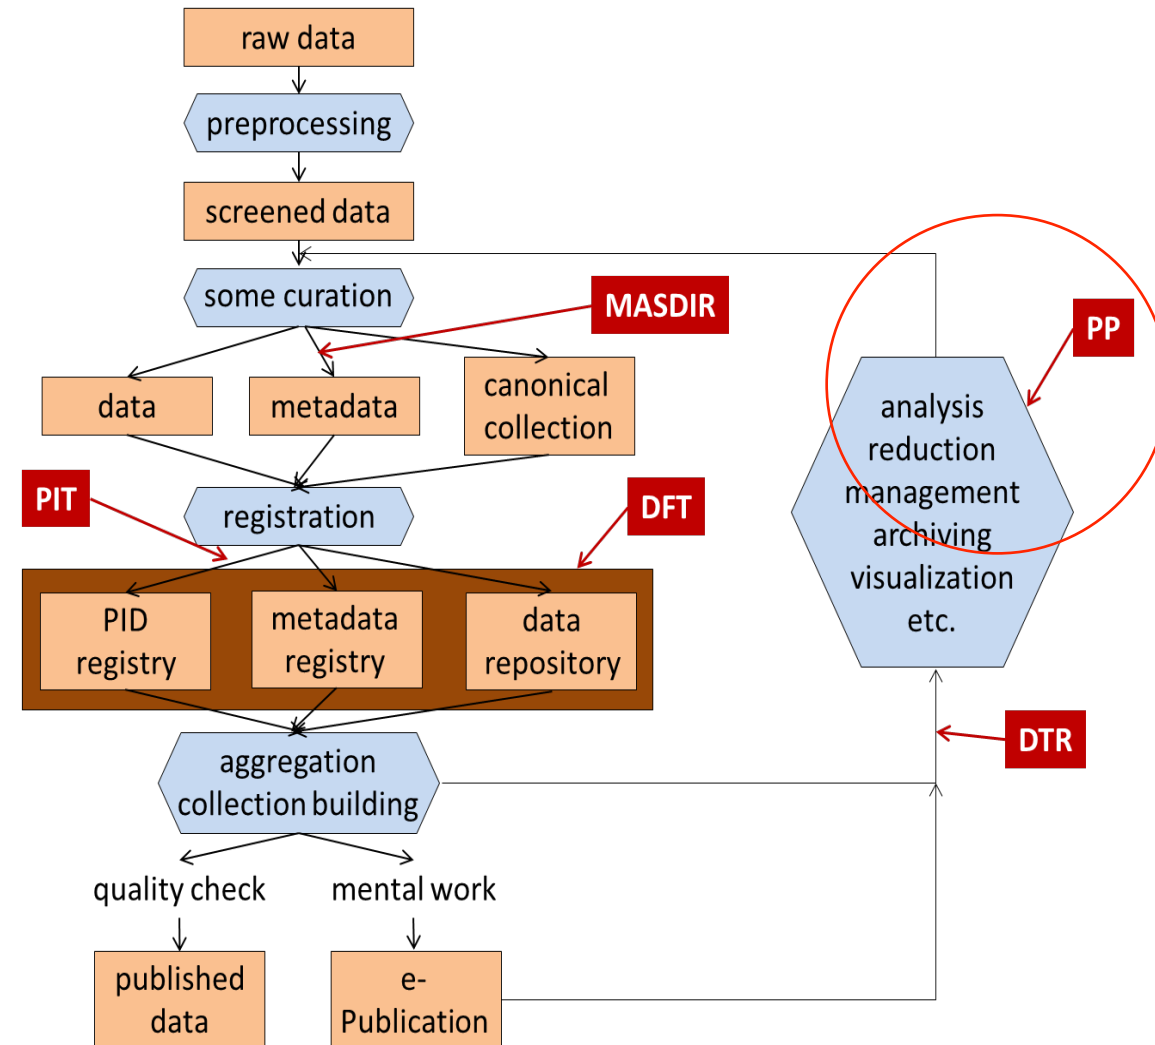 raw data
preprocessing
screened data
some curation
MASDIR
PP
data
metadata
canonical
collection
analysis
reduction
management
archiving
visualization
etc.
PIT
registration
DFT
PID
registry
metadata
registry
data
repository
DTR
aggregation
collection building
quality check
mental work
published
data
e-
Publication